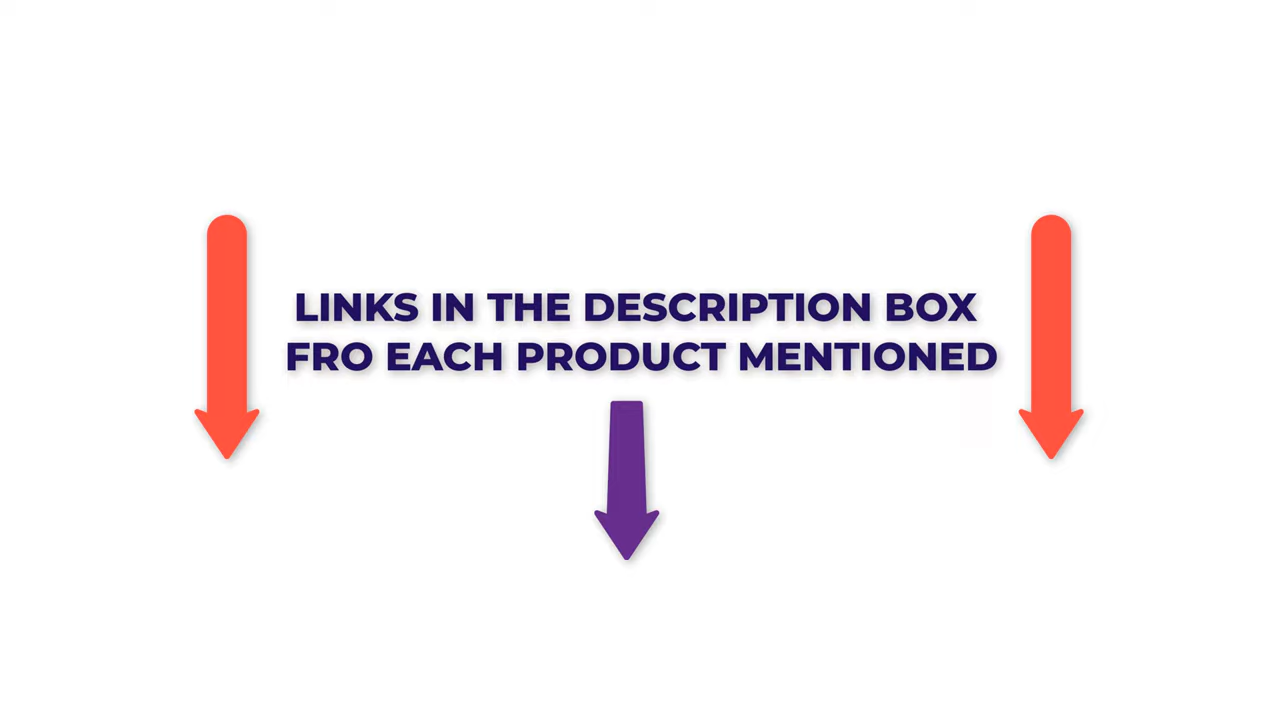 LINKS IN THE DESCRIPTION BOX
FRO EACH PRODUCT MENTIONED